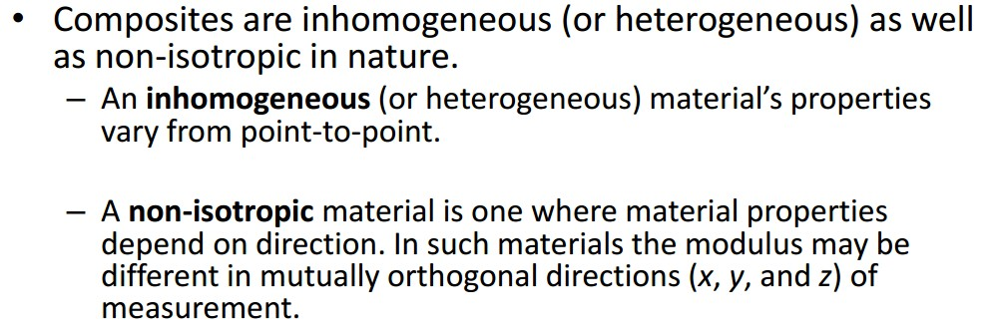 • Composites are inhomogeneous (or heterogeneous) as well
as non-isotropic in nature.
– An inhomogeneous (or heterogeneous) material’s properties
vary from point-to-point.
– A non-isotropic material is one where material properties
depend on direction. In such materials the modulus may be
different in mutually orthogonal directions (x, y, and z) of
measurement.